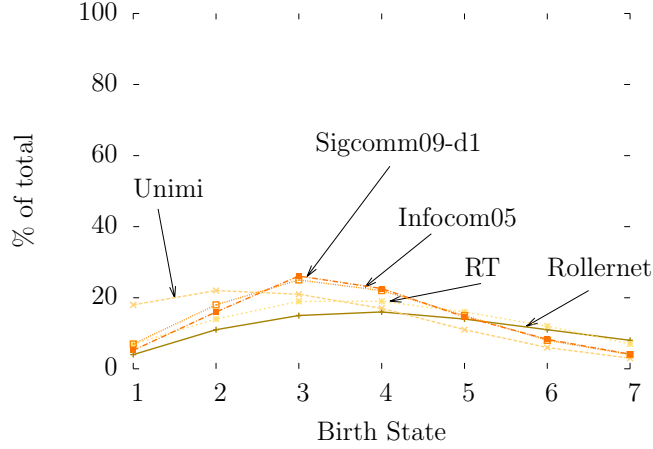 100
80
60
40
20
0
% of total
Sigcomm09-d1
Unimi
Infocom05
RT
Rollernet
1 2 3 4 5 6 7
Birth State